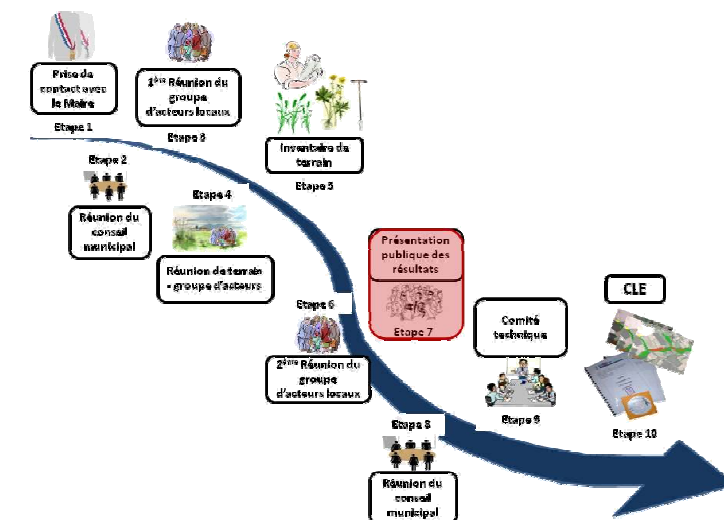 Prise de
contact avec
le Maire
Etape 1
Etape 2
Réunion du
conseil
municipal
1ère Réunion du
groupe
d'acteurs locaux
Etape 3
Etape 4
Réunion de terrain
- groupe d'acteurs
Inventaire de
terrain
Etape 5
Etape 6
2ème Réunion du
groupe
d'acteurs locaux
Présentation
publique des
résultats
Etape 7
Etape 8
Réunion du
conseil
municipal
Comité
technique
Etape 9
CLE
Etape 10